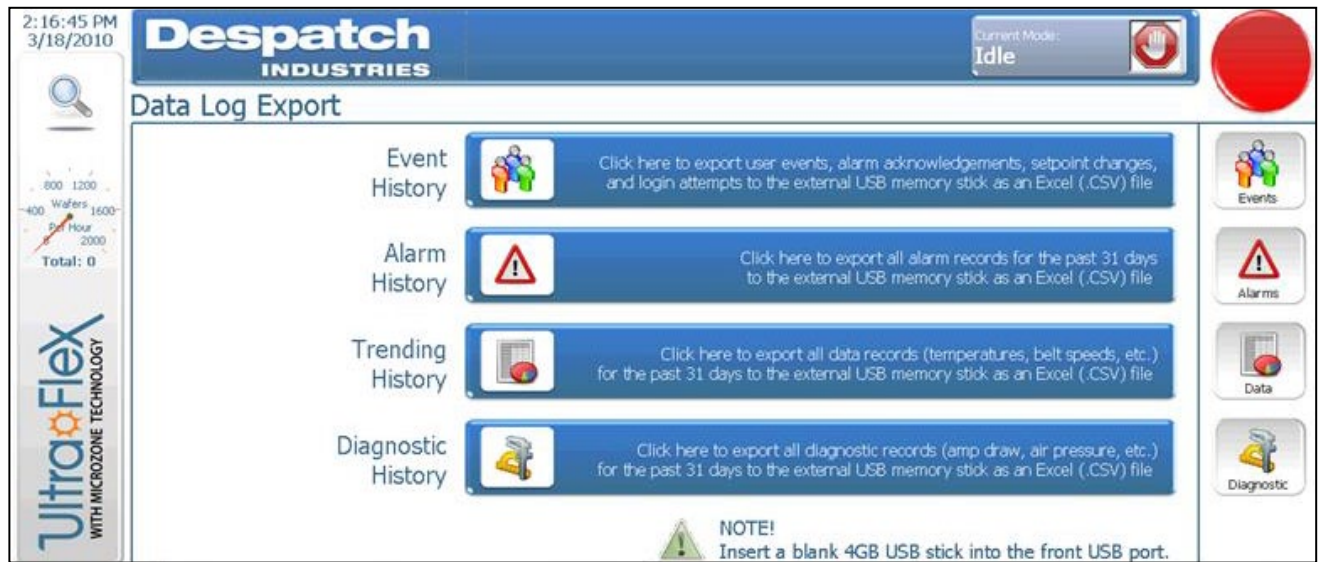 2:16:45 PM
3/18/2010
Despatch
INDUSTRIES
Current Mode:
Idle
Data Log Export
Event
History
Click here to export user events, alarm acknowledgements, setpoint changes,
and login attempts to the external USB memory stick as an Excel (.CSV) file
Events
800 1200
400 Wafers 1600
Per Hour
0 2000
Total: 0
Alarm
History
Click here to export all alarm records for the past 31 days
to the external USB memory stick as an Excel (.CSV) file
Alarms
Trending
History
Click here to export all data records (temperatures, belt speeds, etc.)
for the past 31 days to the external USB memory stick as an Excel (.CSV) file
Data
Diagnostic
History
Click here to export all diagnostic records (amp draw, air pressure, etc.)
for the past 31 days to the external USB memory stick as an Excel (.CSV) file
Diagnostic
UltraFlex
WITH MICROZONE TECHNOLOGY
NOTE!
Insert a blank 4GB USB stick into the front USB port.